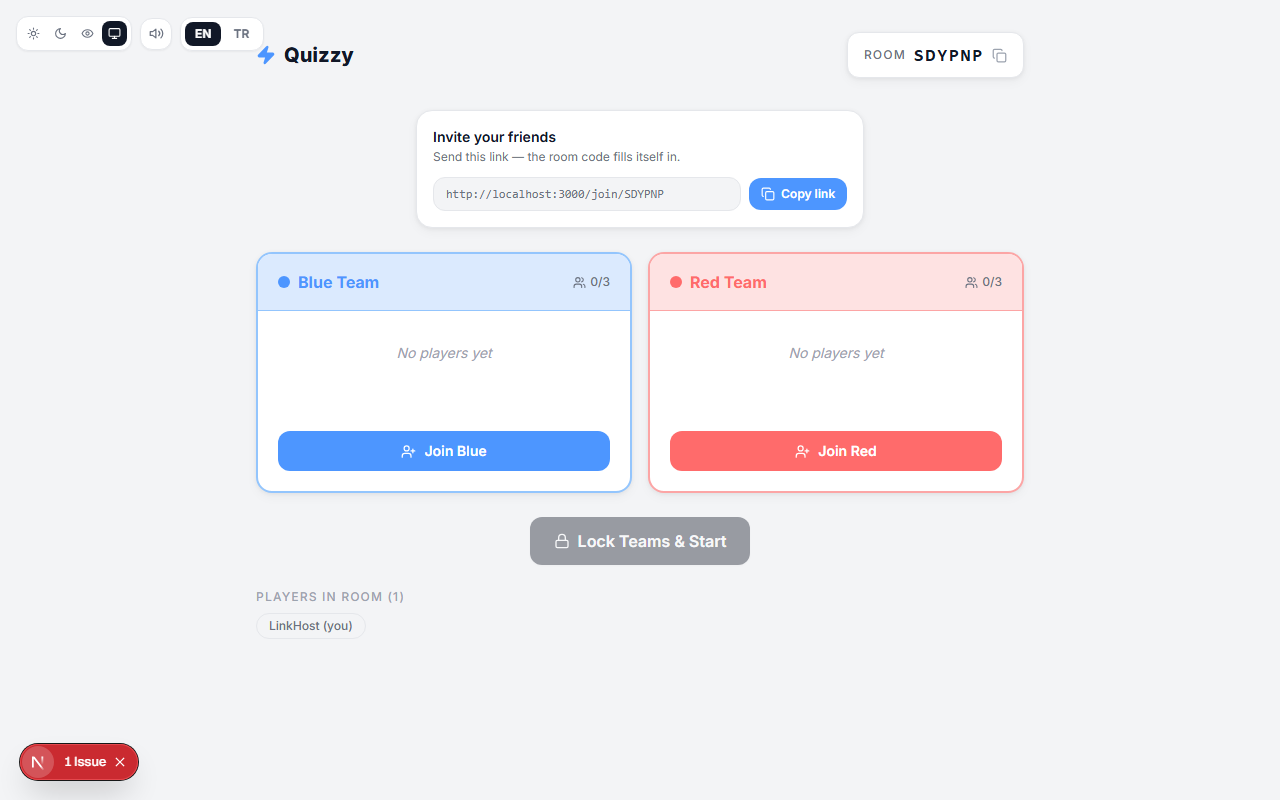 EN TR
Quizzy
ROOM SDYPNP
Invite your friends
Send this link — the room code fills itself in.
http://localhost:3000/join/SDYPNP
Copy link
Blue Team 0/3
No players yet
Join Blue
Red Team 0/3
No players yet
Join Red
Lock Teams & Start
PLAYERS IN ROOM (1)
LinkHost (you)
N 1 Issue